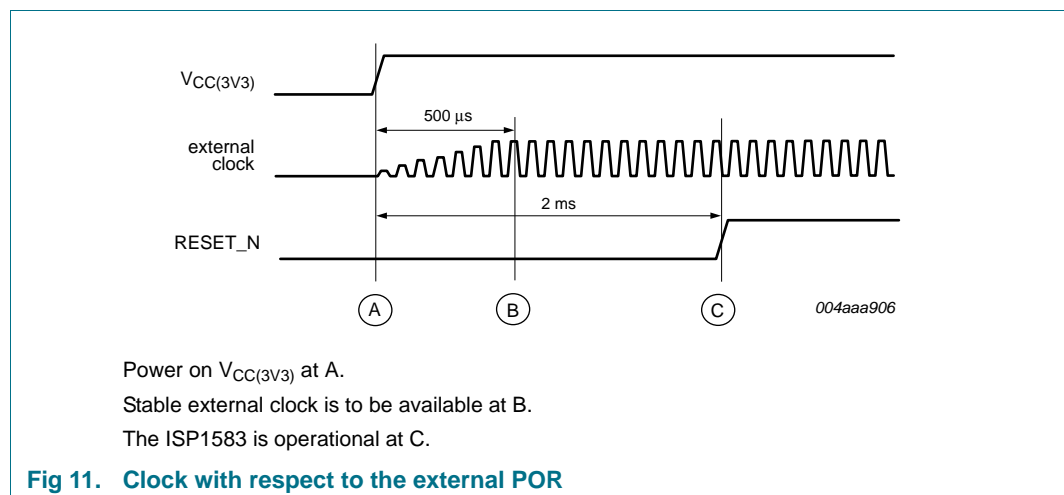 VCC(3V3)
500 μs
external
clock
2 ms
RESET_N
A
B
C
004aaa906
Power on VCC(3V3) at A.
Stable external clock is to be available at B.
The ISP1583 is operational at C.
Fig 11. Clock with respect to the external POR